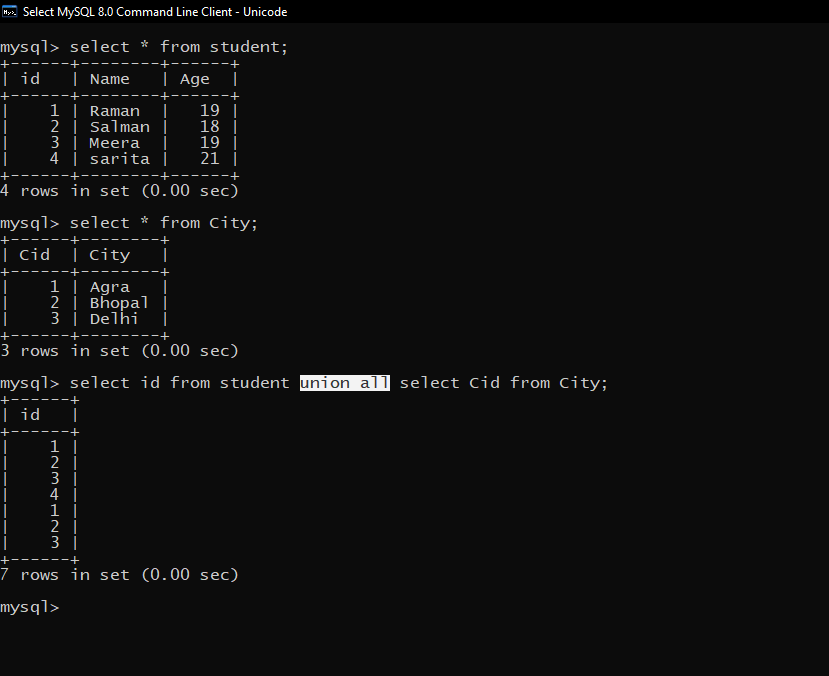 Select MySQL 8.0 Command Line Client - Unicode
mysql> select * from student;
+------+--------+------+
| id   | Name   | Age  |
+------+--------+------+
|    1 | Raman  |   19 |
|    2 | Salman |   18 |
|    3 | Meera  |   19 |
|    4 | sarita |   21 |
+------+--------+------+
4 rows in set (0.00 sec)
mysql> select * from City;
+------+--------+
| Cid  | City   |
+------+--------+
|    1 | Agra   |
|    2 | Bhopal |
|    3 | Delhi  |
+------+--------+
3 rows in set (0.00 sec)
mysql> select id from student union all select Cid from City;
+------+
| id   |
+------+
|    1 |
|    2 |
|    3 |
|    4 |
|    1 |
|    2 |
|    3 |
+------+
7 rows in set (0.00 sec)
mysql>